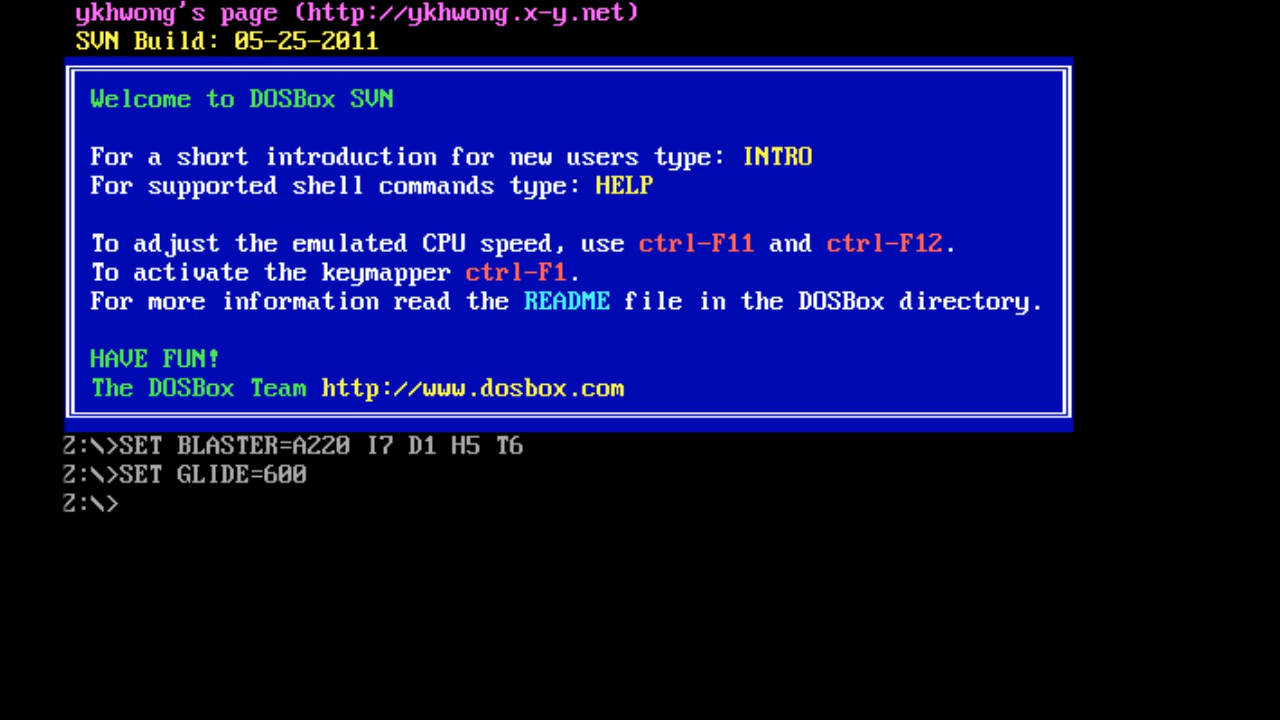 ykhwong's page (http://ykhwong.x-y.net)
SVN Build: 05-25-2011
Welcome to DOSBox SVN
For a short introduction for new users type: INTRO
For supported shell commands type: HELP
To adjust the emulated CPU speed, use ctrl-F11 and ctrl-F12.
To activate the keymapper ctrl-F1.
For more information read the README file in the DOSBox directory.
HAVE FUN!
The DOSBox Team http://www.dosbox.com
Z:\>SET BLASTER=A220 I7 D1 H5 T6
Z:\>SET GLIDE=600
Z:\>